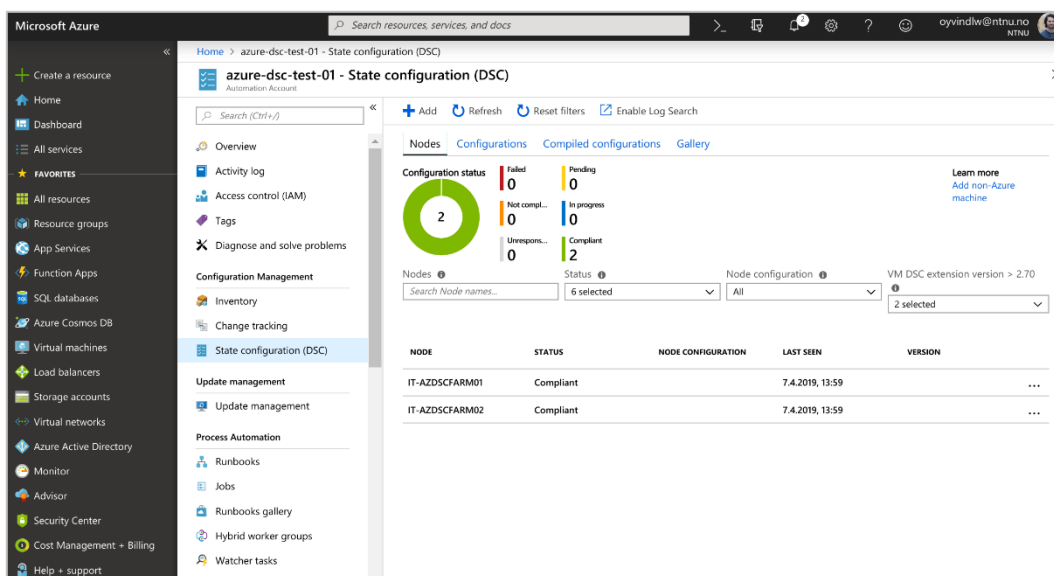 Microsoft Azure
Search resources, services, and docs
2
oyvindlw@ntnu.no
NTNU
Home > azure-dsc-test-01 - State configuration (DSC)
azure-dsc-test-01 - State configuration (DSC)
Automation Account
Create a resource
Home
Dashboard
All services
FAVORITES
All resources
Resource groups
App Services
Function Apps
SQL databases
Azure Cosmos DB
Virtual machines
Load balancers
Storage accounts
Virtual networks
Azure Active Directory
Monitor
Advisor
Security Center
Cost Management + Billing
Help + support
Search (Ctrl+/)
Overview
Activity log
Access control (IAM)
Tags
Diagnose and solve problems
Configuration Management
Inventory
Change tracking
State configuration (DSC)
Update management
Update management
Process Automation
Runbooks
Jobs
Runbooks gallery
Hybrid worker groups
Watcher tasks
Add Refresh Reset filters Enable Log Search
Nodes Configurations Compiled configurations Gallery
Configuration status
2
Failed
0
Pending
0
Not compl...
0
In progress
0
Unrespons...
0
Compliant
2
Learn more
Add non-Azure
machine
Nodes
Search Node names...
Status
6 selected
Node configuration
All
VM DSC extension version > 2.70
2 selected
NODE STATUS NODE CONFIGURATION LAST SEEN VERSION
IT-AZDSCFARM01 Compliant 7.4.2019, 13:59 ...
IT-AZDSCFARM02 Compliant 7.4.2019, 13:59 ...